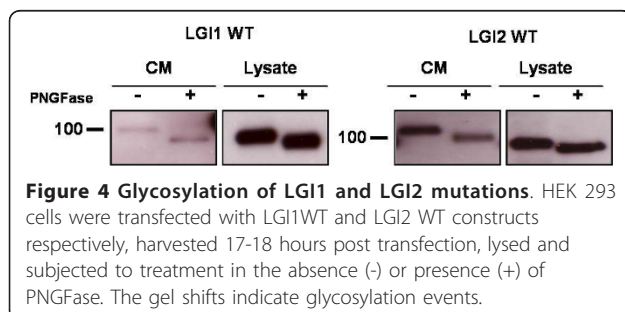 LGI1 WT LGI2 WT
CM Lysate CM Lysate
PNGFase - + - + - + - +
100 100
Figure 4 Glycosylation of LGI1 and LGI2 mutations. HEK 293
cells were transfected with LGI1WT and LGI2 WT constructs
respectively, harvested 17-18 hours post transfection, lysed and
subjected to treatment in the absence (-) or presence (+) of
PNGFase. The gel shifts indicate glycosylation events.